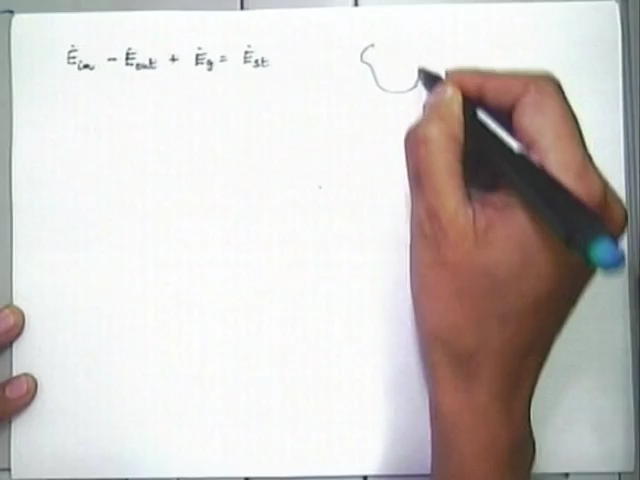 Ėin - Ėout + Ėg = Ėst